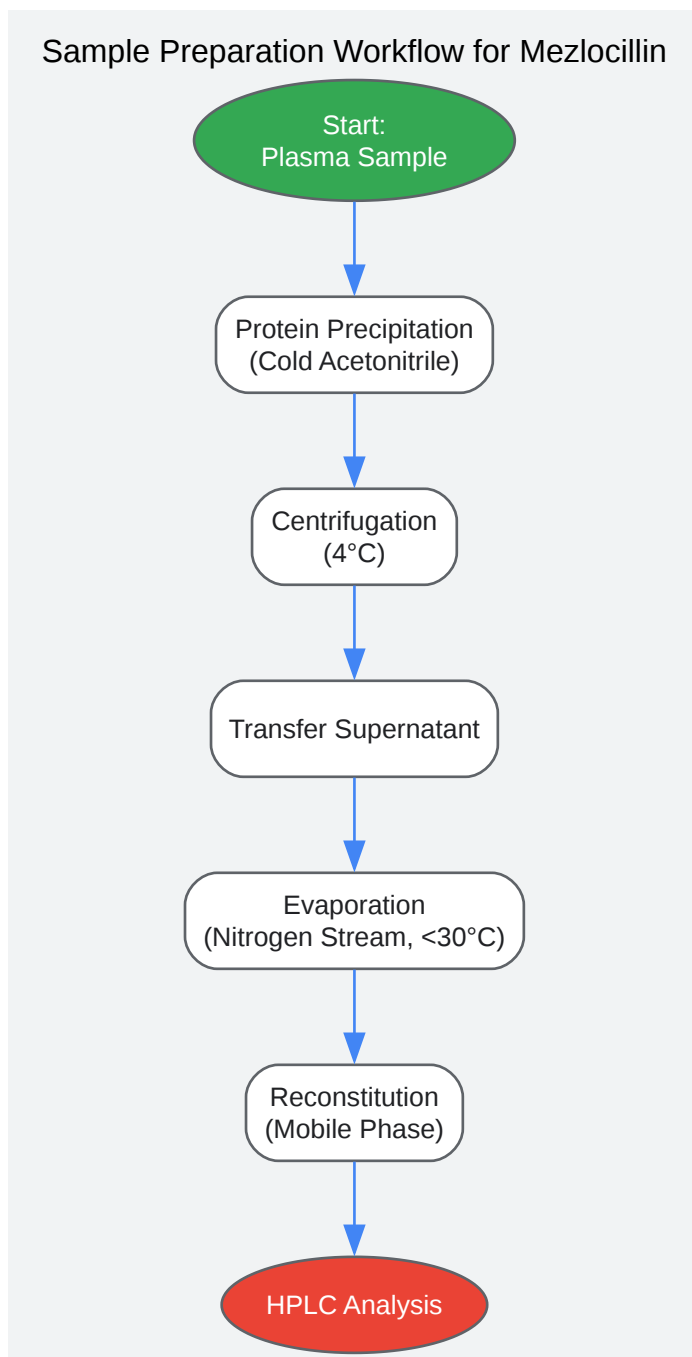 Sample Preparation Workflow for Mezlocillin
Start:
Plasma Sample
Protein Precipitation
(Cold Acetonitrile)
Centrifugation
(4°C)
Transfer Supernatant
Evaporation
(Nitrogen Stream, <30°C)
Reconstitution
(Mobile Phase)
HPLC Analysis